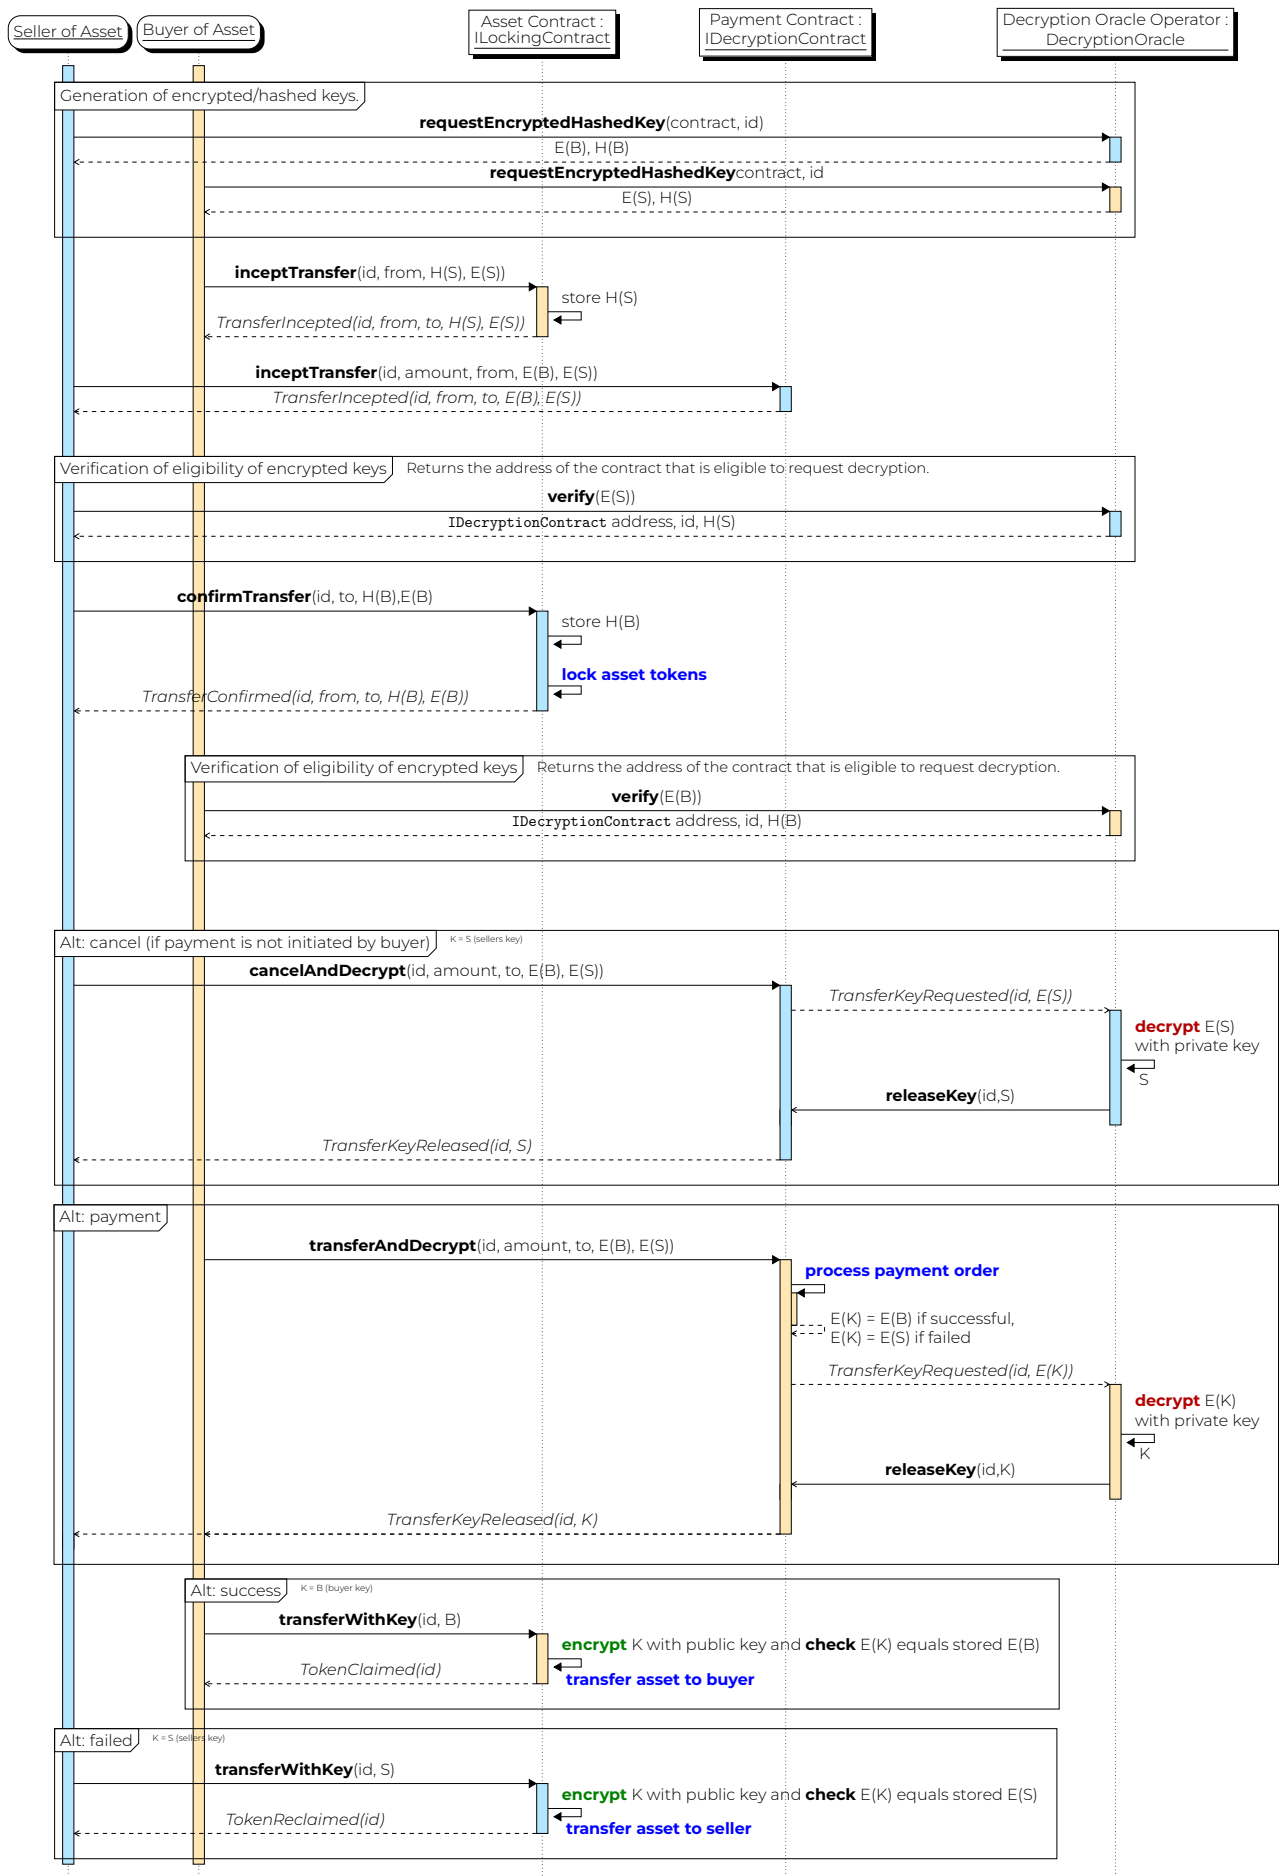 Seller of Asset
Buyer of Asset
Asset Contract :
ILockingContract
Payment Contract :
IDecryptionContract
Decryption Oracle Operator :
DecryptionOracle
Generation of encrypted/hashed keys.
requestEncryptedHashedKey(contract, id)
E(B), H(B)
requestEncryptedHashedKeycontract, id
E(S), H(S)
inceptTransfer(id, from, H(S), E(S))
store H(S)
TransferIncepted(id, from, to, H(S), E(S))
inceptTransfer(id, amount, from, E(B), E(S))
TransferIncepted(id, from, to, E(B), E(S))
Verification of eligibility of encrypted keys
Returns the address of the contract that is eligible to request decryption.
verify(E(S))
IDecryptionContract address, id, H(S)
confirmTransfer(id, to, H(B),E(B)
store H(B)
lock asset tokens
TransferConfirmed(id, from, to, H(B), E(B))
Verification of eligibility of encrypted keys
Returns the address of the contract that is eligible to request decryption.
verify(E(B))
IDecryptionContract address, id, H(B)
Alt: cancel (if payment is not initiated by buyer)
K = S (sellers key)
cancelAndDecrypt(id, amount, to, E(B), E(S))
TransferKeyRequested(id, E(S))
decrypt E(S)
with private key
S
releaseKey(id,S)
TransferKeyReleased(id, S)
Alt: payment
transferAndDecrypt(id, amount, to, E(B), E(S))
process payment order
E(K) = E(B) if successful,
E(K) = E(S) if failed
TransferKeyRequested(id, E(K))
decrypt E(K)
with private key
K
releaseKey(id,K)
TransferKeyReleased(id, K)
Alt: success
K = B (buyer key)
transferWithKey(id, B)
encrypt K with public key and check E(K) equals stored E(B)
TokenClaimed(id)
transfer asset to buyer
Alt: failed
K = S (sellers key)
transferWithKey(id, S)
encrypt K with public key and check E(K) equals stored E(S)
TokenReclaimed(id)
transfer asset to seller